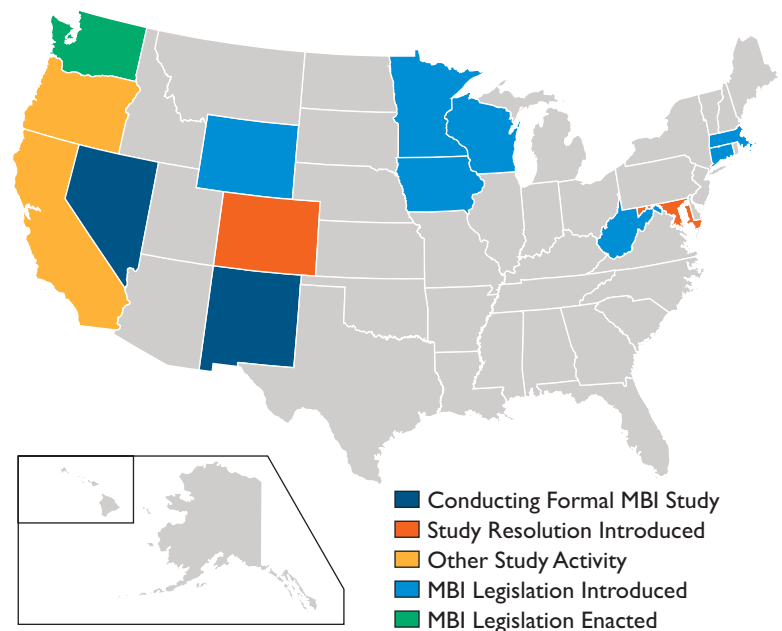 Conducting Formal MBI Study
Study Resolution Introduced
Other Study Activity
MBI Legislation Introduced
MBI Legislation Enacted